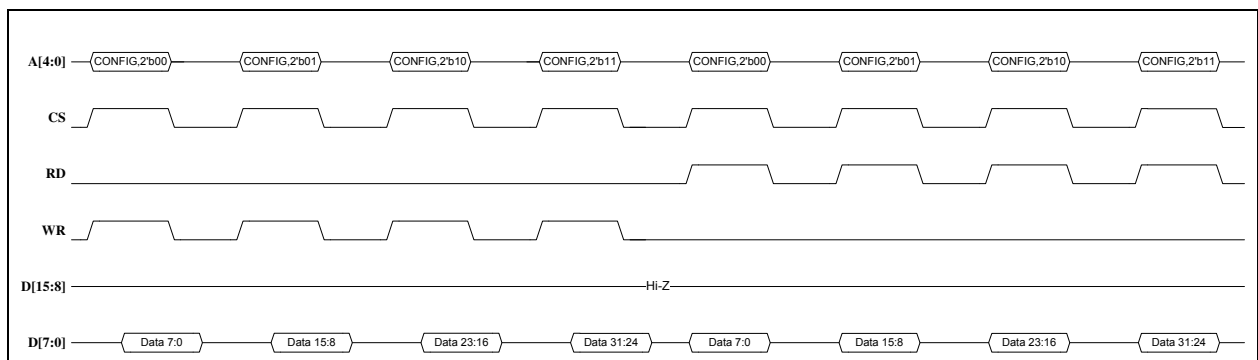 A[4:0] CONFIG,2'b00 CONFIG,2'b01 CONFIG,2'b10 CONFIG,2'b11 CONFIG,2'b00 CONFIG,2'b01 CONFIG,2'b10 CONFIG,2'b11
CS
RD
WR
D[15:8] Hi-Z
D[7:0] Data 7:0 Data 15:8 Data 23:16 Data 31:24 Data 7:0 Data 15:8 Data 23:16 Data 31:24